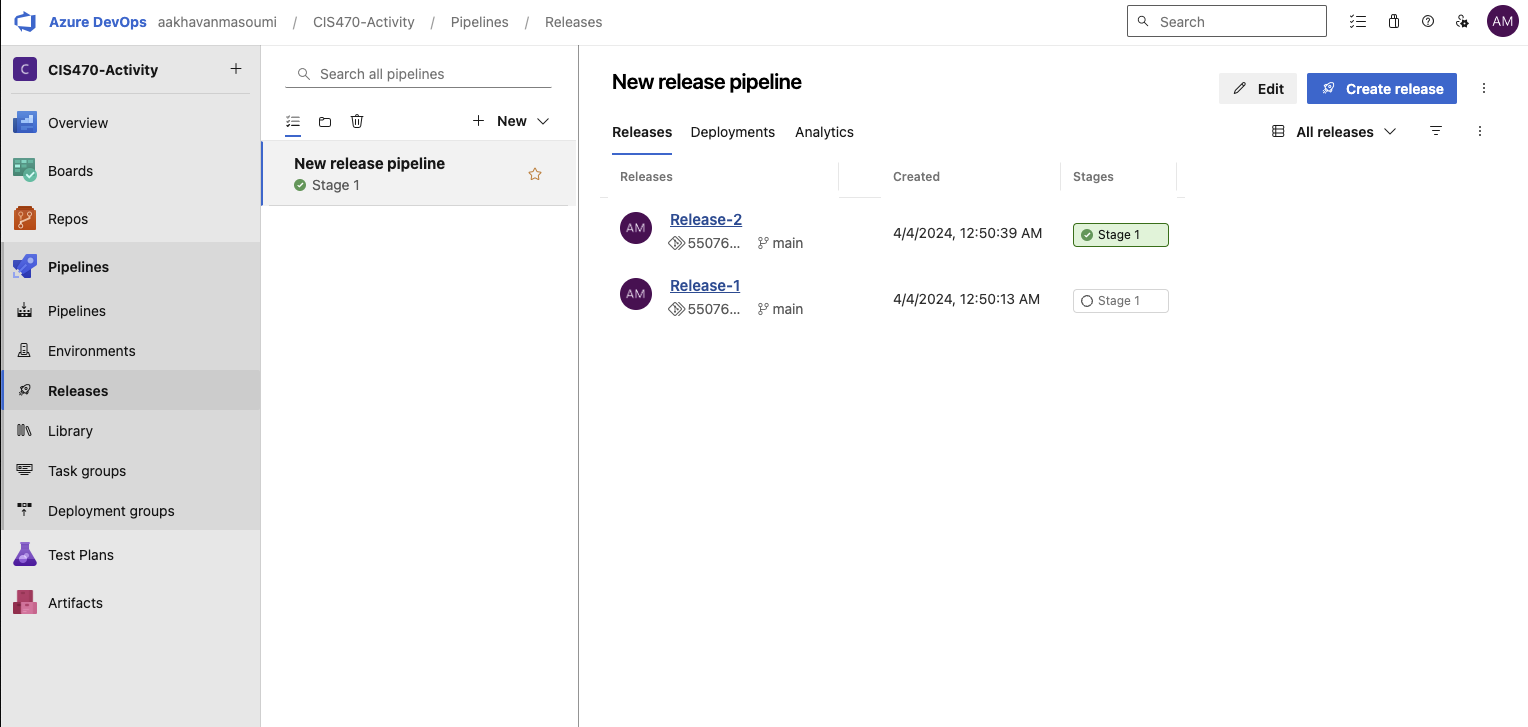 Azure DevOps aakhavanmasoumi / CIS470-Activity / Pipelines / Releases
Search
AM
C CIS470-Activity
Overview
Boards
Repos
Pipelines
Pipelines
Environments
Releases
Library
Task groups
Deployment groups
Test Plans
Artifacts
Search all pipelines
New
New release pipeline
Stage 1
New release pipeline
Edit
Create release
Releases Deployments Analytics
All releases
Releases Created Stages
AM Release-2
55076... main
4/4/2024, 12:50:39 AM
Stage 1
AM Release-1
55076... main
4/4/2024, 12:50:13 AM
Stage 1